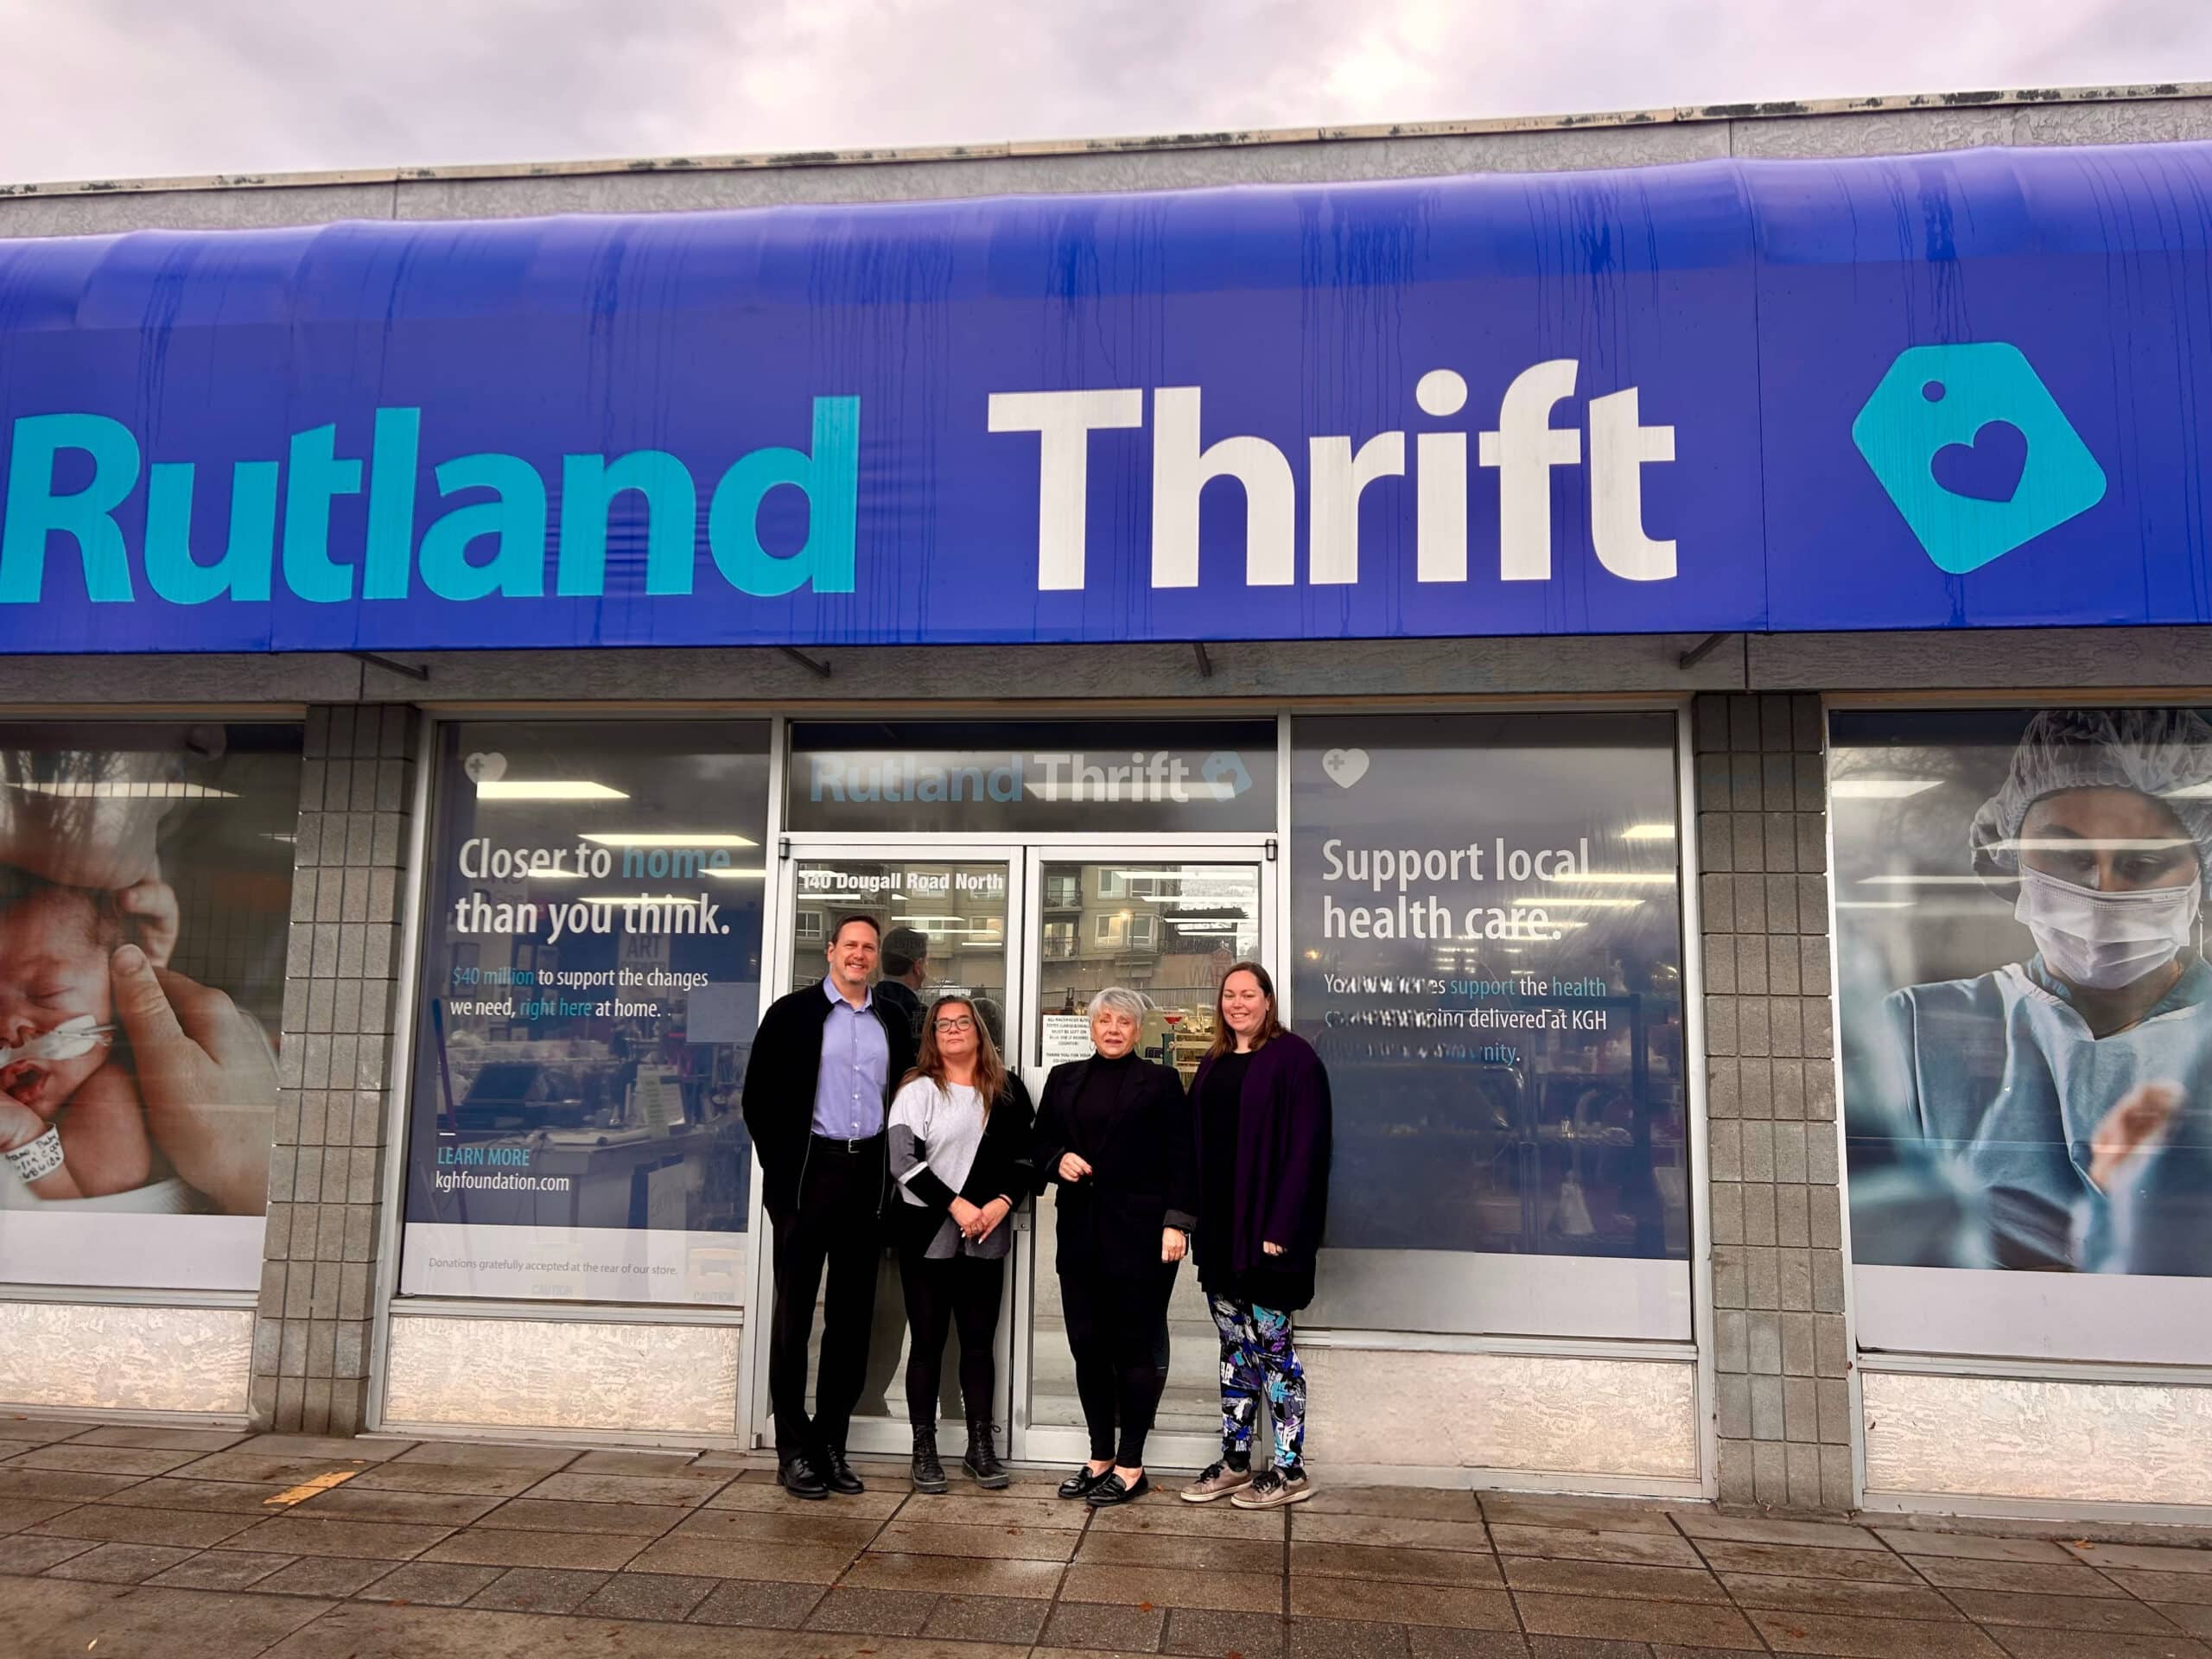 Rutland Thrift
Rutland Thrift
Closer to home
than you think.
$40 million to support the changes
we need, right here at home.
LEARN MORE
kghfoundation.com
Donations gratefully accepted at the rear of our store.
140 Dougall Road North
Support local
health care.
support the health
delivered at KGH